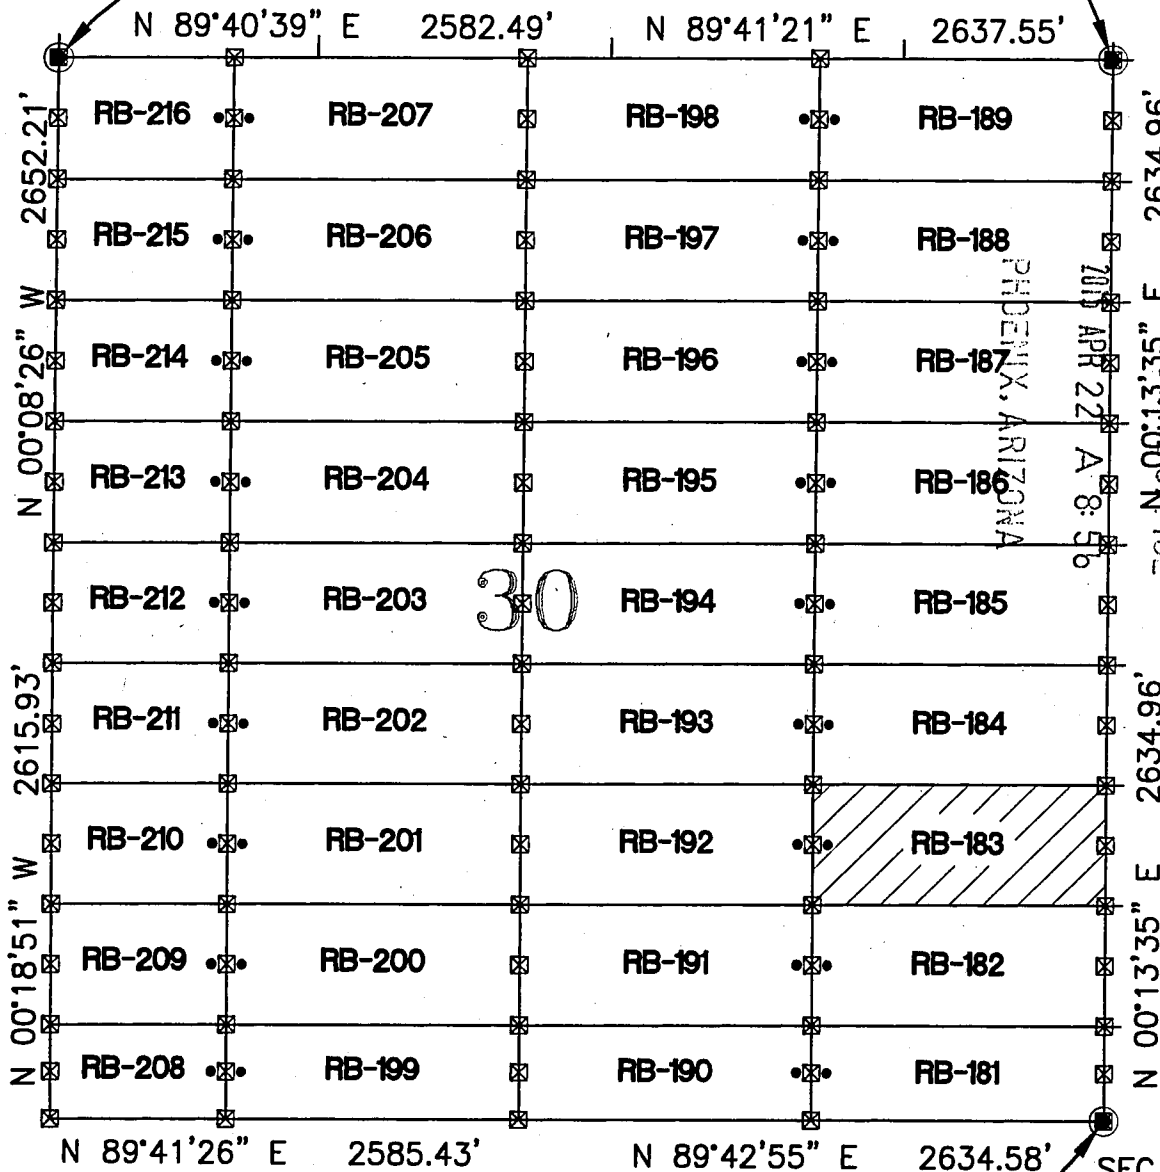 N 89°40'39" E 2582.49' N 89°41'21" E 2637.55'
RB-216 RB-207 RB-198 RB-189
RB-215 RB-206 RB-197 RB-188
RB-214 RB-205 RB-196 RB-187
RB-213 RB-204 RB-195 RB-186
RB-212 RB-203 RB-194 RB-185
RB-211 RB-202 RB-193 RB-184
RB-210 RB-201 RB-192 RB-183
RB-209 RB-200 RB-191 RB-182
RB-208 RB-199 RB-190 RB-181
30
N 00°08'26" W 2652.21'
N 00°18'51" W 2615.93'
PHOENIX, ARIZONA
2010 APR 22 A 8:56
N 00°13'35" E 2634.96'
N 00°13'35" E 2634.96'
N 89°41'26" E 2585.43' N 89°42'55" E 2634.58'
SEC